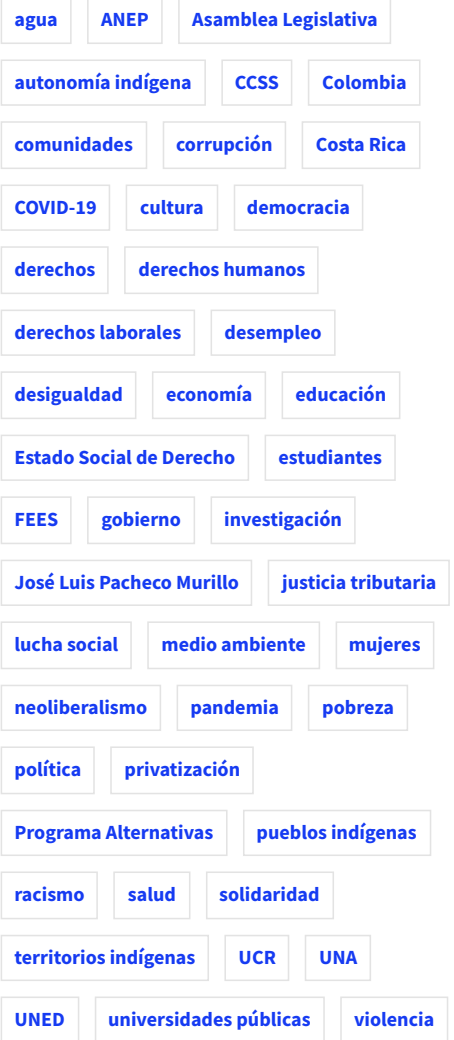 agua ANEP Asamblea Legislativa
autonomía indígena CCSS Colombia
comunidades corrupción Costa Rica
COVID-19 cultura democracia
derechos derechos humanos
derechos laborales desempleo
desigualdad economía educación
Estado Social de Derecho estudiantes
FEES gobierno investigación
José Luis Pacheco Murillo justicia tributaria
lucha social medio ambiente mujeres
neoliberalismo pandemia pobreza
política privatización
Programa Alternativas pueblos indígenas
racismo salud solidaridad
territorios indígenas UCR UNA
UNED universidades públicas violencia